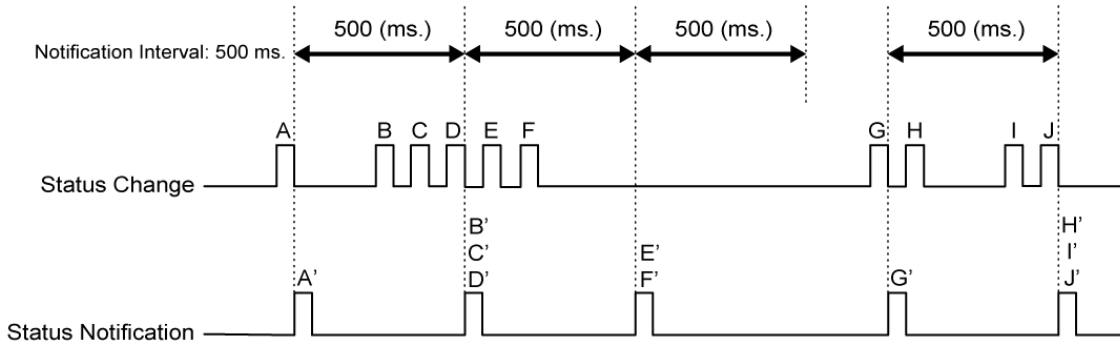 500 (ms.) 500 (ms.) 500 (ms.) 500 (ms.)
Notification Interval: 500 ms.
A B C D E F G H I J
Status Change
B’ H’
C’ E’ I’
A’ D’ F’ G’ J’
Status Notification